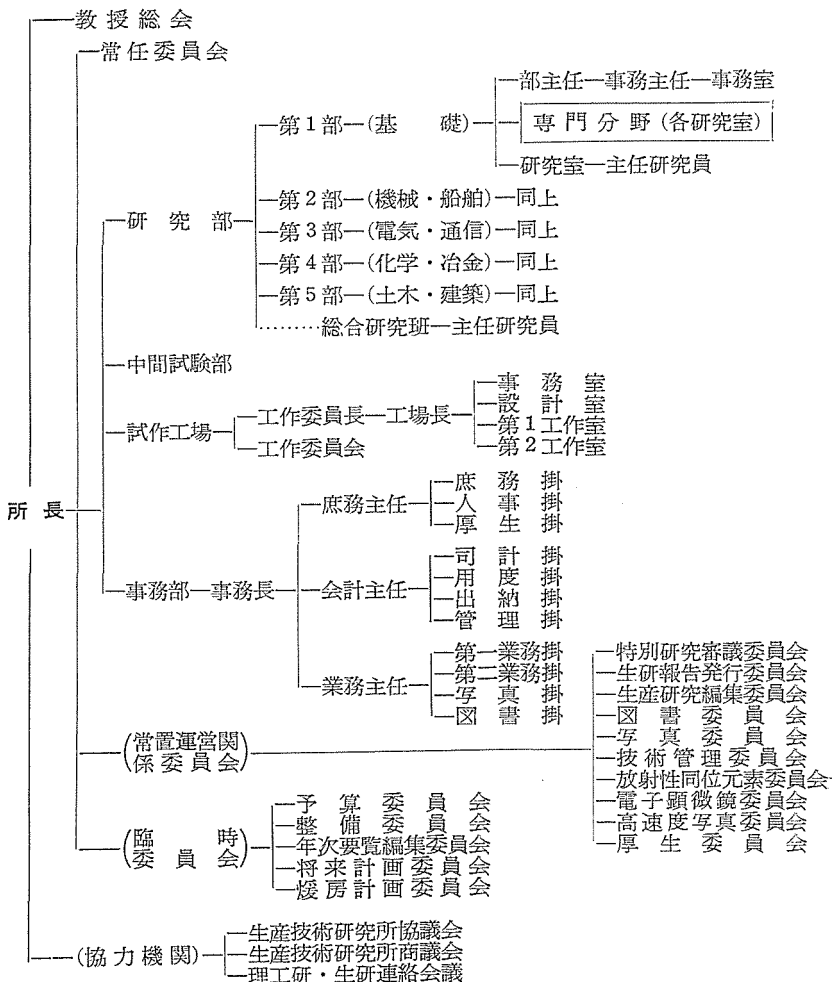 教授総会
常任委員会
部主任―事務主任―事務室
第1部―(基 礎)
専門分野(各研究室)
研究室―主任研究員
研究部
第2部―(機械・船舶)―同上
第3部―(電気・通信)―同上
第4部―(化学・冶金)―同上
第5部―(土木・建築)―同上
総合研究班―主任研究員
中間試験部
試作工場
工作委員長―工場長
工作委員会
事務室
設計室
第1工作室
第2工作室
所長
事務部―事務長
庶務主任
庶務掛
人事掛
厚生掛
会計主任
司計掛
用度掛
出納掛
管理掛
業務主任
第一業務掛
第二業務掛
写真掛
図書掛
(常置運営関
係委員会)
特別研究審議委員会
生研報告発行委員会
生産研究編集委員会
図書委員会
写真委員会
技術管理委員会
放射性同位元素委員会
電子顕微鏡委員会
高速度写真委員会
厚生委員会
(臨時
委員会)
予算委員会
整備委員会
年次要覧編集委員会
将来計画委員会
煖房計画委員会
(協力機関)
生産技術研究所協議会
生産技術研究所商議会
理工研・生研連絡会議